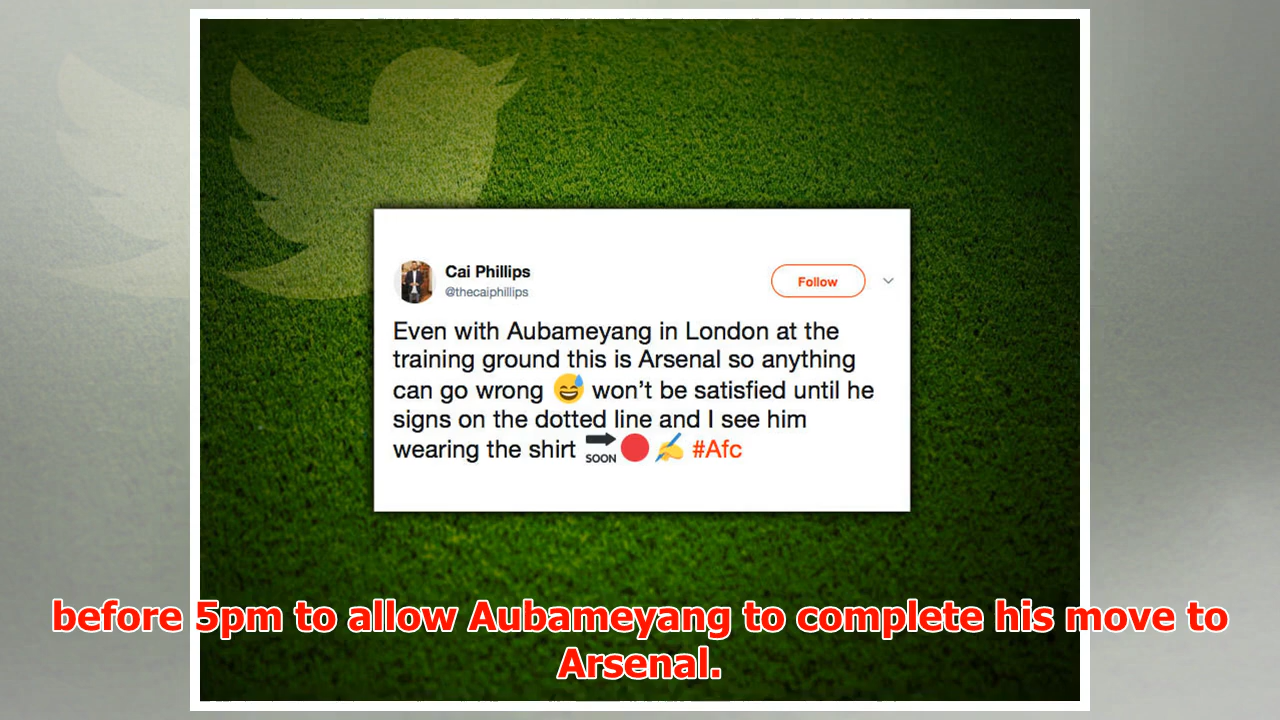 Cai Phillips
@thecaiphillips
Follow
Even with Aubameyang in London at the
training ground this is Arsenal so anything
can go wrong 😅 won’t be satisfied until he
signs on the dotted line and I see him
wearing the shirt 🔜🔴✍️ #Afc
before 5pm to allow Aubameyang to complete his move to
Arsenal.